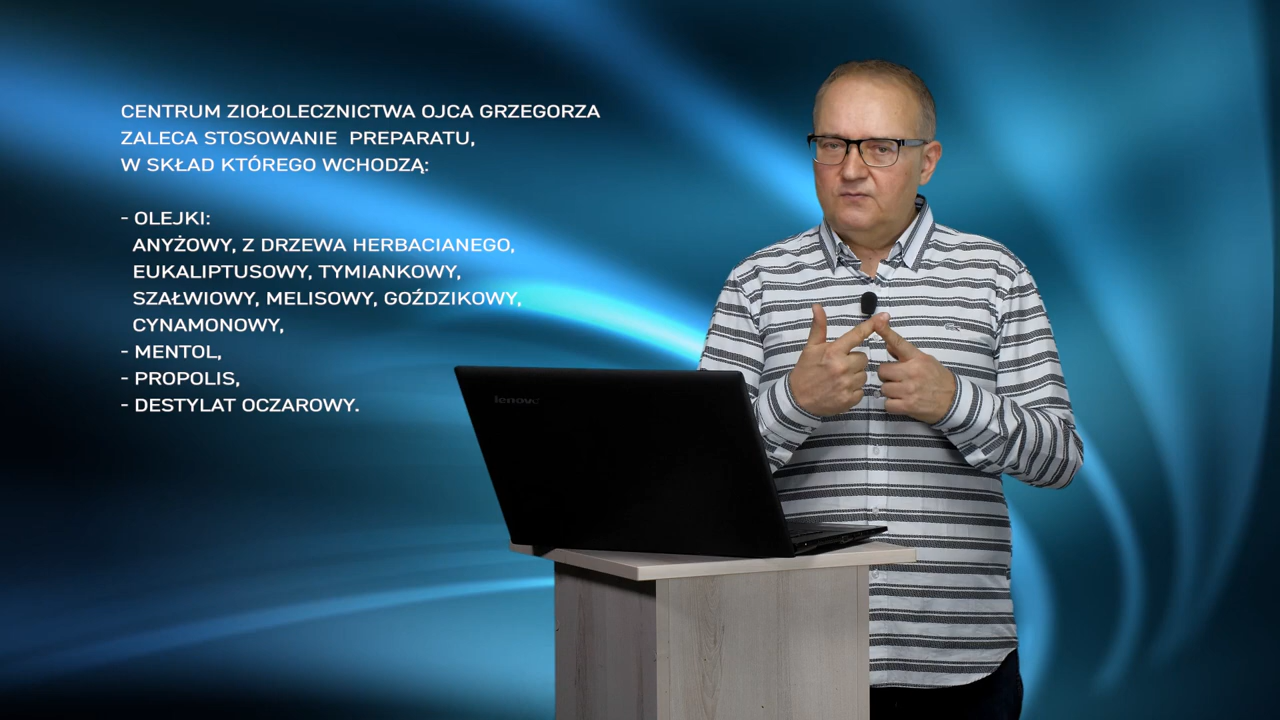 CENTRUM ZIOŁOLECZNICTWA OJCA GRZEGORZA
ZALECA STOSOWANIE PREPARATU,
W SKŁAD KTÓREGO WCHODZĄ:
- OLEJKI:
ANYŻOWY, Z DRZEWA HERBACIANEGO,
EUKALIPTUSOWY, TYMIANKOWY,
SZAŁWIOWY, MELISOWY, GOŹDZIKOWY,
CYNAMONOWY,
- MENTOL,
- PROPOLIS,
- DESTYLAT OCZAROWY.
lenovo